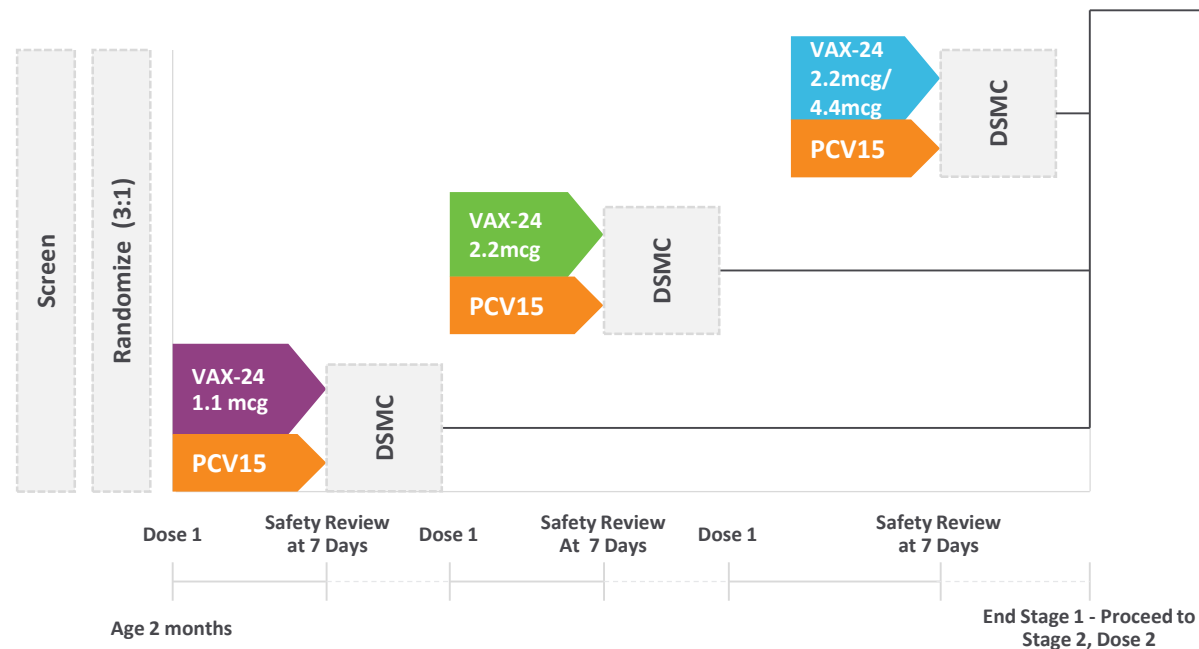 Screen
Randomize (3:1)
VAX-24
2.2mcg/
4.4mcg
PCV15
DSMC
VAX-24
2.2mcg
PCV15
DSMC
VAX-24
1.1 mcg
PCV15
DSMC
Dose 1
Safety Review
at 7 Days
Dose 1
Safety Review
At 7 Days
Dose 1
Safety Review
at 7 Days
Age 2 months
End Stage 1 - Proceed to
Stage 2, Dose 2